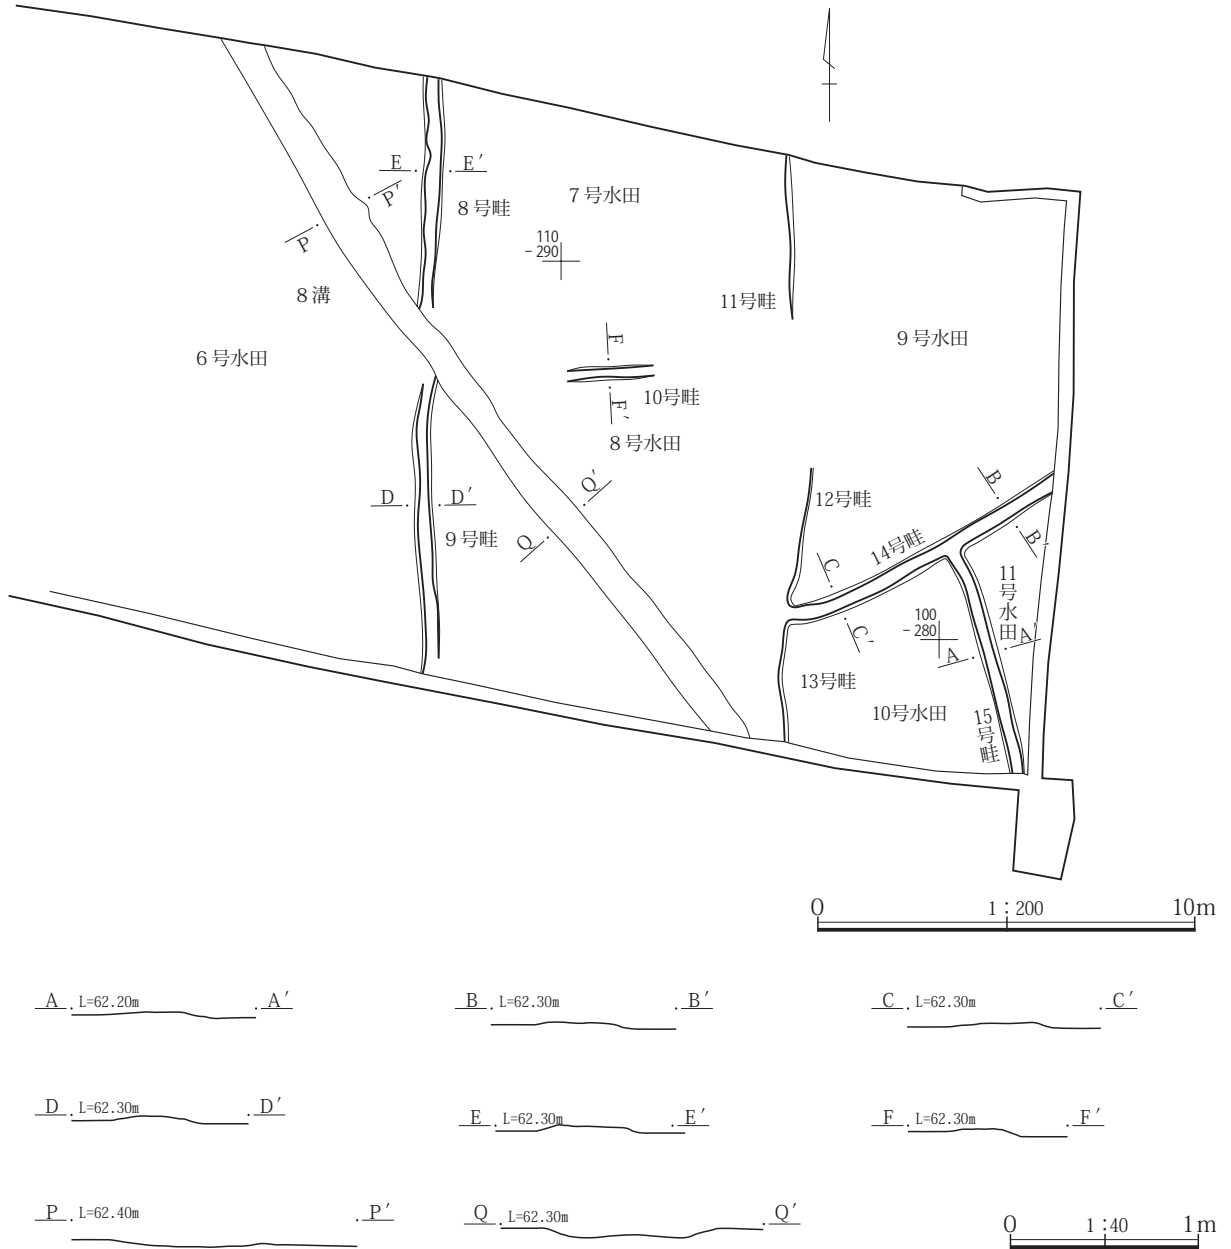 E
E′
P′
P
8号畦
7号水田
110
－290
8溝
11号畦
6号水田
9号水田
F
F′
10号畦
8号水田
D
D′
9号畦
Q′
Q
12号畦
B
B′
14号畦
C
C′
11号水田
100
－280
A
A′
13号畦
10号水田
15号畦
0 1：200 10m
A L=62.20m A′
B L=62.30m B′
C L=62.30m C′
D L=62.30m D′
E L=62.30m E′
F L=62.30m F′
P L=62.40m P′
Q L=62.30m Q′
0 1：40 1m